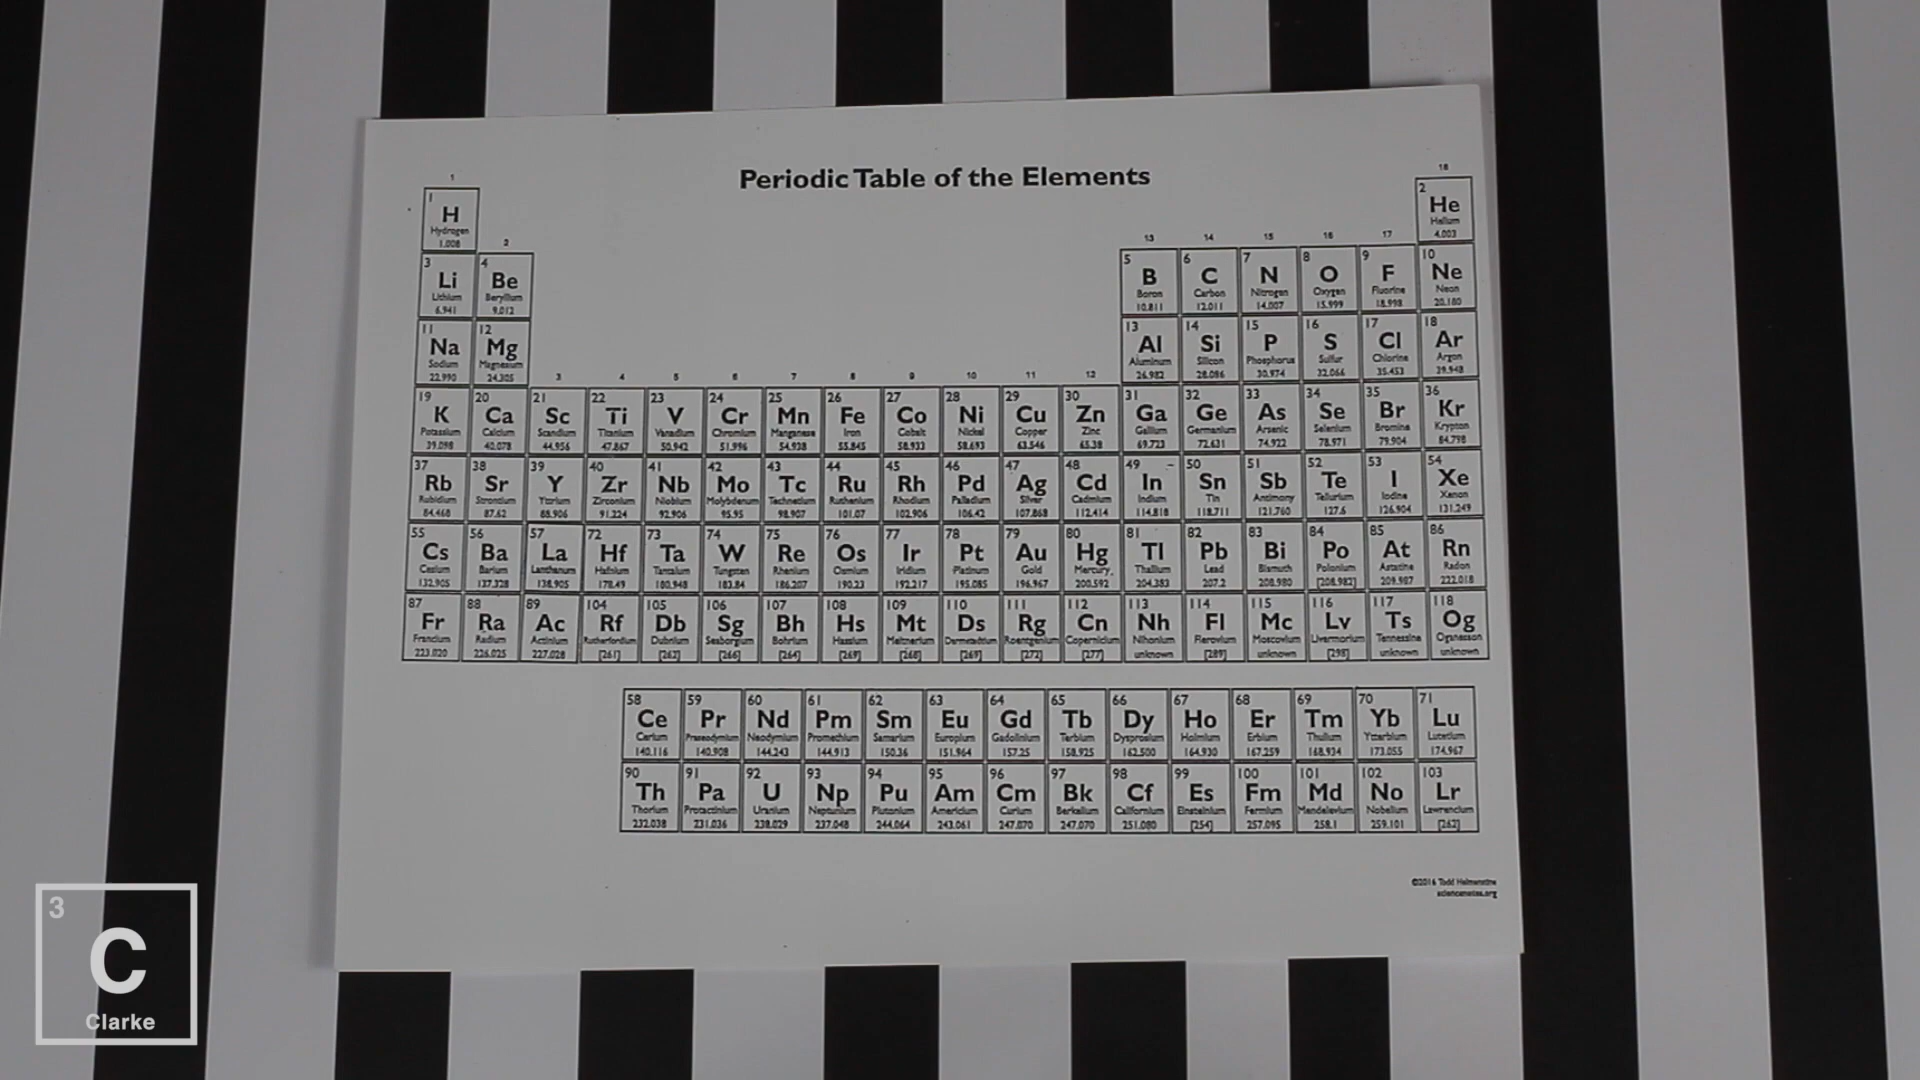 Periodic Table of the Elements
1 18
1 2
H He
Hydrogen Helium
1.008 4.003
2 13 14 15 16 17
3 4 5 6 7 8 9 10
Li Be B C N O F Ne
Lithium Beryllium Boron Carbon Nitrogen Oxygen Fluorine Neon
6.941 9.012 10.811 12.011 14.007 15.999 18.998 20.180
11 12 13 14 15 16 17 18
Na Mg Al Si P S Cl Ar
Sodium Magnesium Aluminum Silicon Phosphorus Sulfur Chlorine Argon
22.990 24.305 26.982 28.086 30.974 32.066 35.453 39.948
3 4 5 6 7 8 9 10 11 12
19 20 21 22 23 24 25 26 27 28 29 30 31 32 33 34 35 36
K Ca Sc Ti V Cr Mn Fe Co Ni Cu Zn Ga Ge As Se Br Kr
Potassium Calcium Scandium Titanium Vanadium Chromium Manganese Iron Cobalt Nickel Copper Zinc Gallium Germanium Arsenic Selenium Bromine Krypton
39.098 40.078 44.956 47.867 50.942 51.996 54.938 55.845 58.933 58.693 63.546 65.38 69.723 72.631 74.922 78.971 79.904 84.798
37 38 39 40 41 42 43 44 45 46 47 48 49 50 51 52 53 54
Rb Sr Y Zr Nb Mo Tc Ru Rh Pd Ag Cd In Sn Sb Te I Xe
Rubidium Strontium Yttrium Zirconium Niobium Molybdenum Technetium Ruthenium Rhodium Palladium Silver Cadmium Indium Tin Antimony Tellurium Iodine Xenon
84.468 87.62 88.906 91.224 92.906 95.95 98.907 101.07 102.906 106.42 107.868 112.414 114.818 118.711 121.760 127.6 126.904 131.249
55 56 57 72 73 74 75 76 77 78 79 80 81 82 83 84 85 86
Cs Ba La Hf Ta W Re Os Ir Pt Au Hg Tl Pb Bi Po At Rn
Cesium Barium Lanthanum Hafnium Tantalum Tungsten Rhenium Osmium Iridium Platinum Gold Mercury Thallium Lead Bismuth Polonium Astatine Radon
132.905 137.328 138.905 178.49 180.948 183.84 186.207 190.23 192.217 195.085 196.967 200.592 204.383 207.2 208.980 [208.982] 209.987 222.018
87 88 89 104 105 106 107 108 109 110 111 112 113 114 115 116 117 118
Fr Ra Ac Rf Db Sg Bh Hs Mt Ds Rg Cn Nh Fl Mc Lv Ts Og
Francium Radium Actinium Rutherfordium Dubnium Seaborgium Bohrium Hassium Meitnerium Darmstadtium Roentgenium Copernicium Nihonium Flerovium Moscovium Livermorium Tennessine Oganesson
223.020 226.025 227.028 [261] [262] [266] [264] [269] [268] [269] [272] [277] unknown [289] unknown [298] unknown unknown
58 59 60 61 62 63 64 65 66 67 68 69 70 71
Ce Pr Nd Pm Sm Eu Gd Tb Dy Ho Er Tm Yb Lu
Cerium Praseodymium Neodymium Promethium Samarium Europium Gadolinium Terbium Dysprosium Holmium Erbium Thulium Ytterbium Lutetium
140.116 140.908 144.243 144.913 150.36 151.964 157.25 158.925 162.500 164.930 167.259 168.934 173.055 174.967
90 91 92 93 94 95 96 97 98 99 100 101 102 103
Th Pa U Np Pu Am Cm Bk Cf Es Fm Md No Lr
Thorium Protactinium Uranium Neptunium Plutonium Americium Curium Berkelium Californium Einsteinium Fermium Mendelevium Nobelium Lawrencium
232.038 231.036 238.029 237.048 244.064 243.061 247.070 247.070 251.080 [254] 257.095 258.1 259.101 [262]
©2016 Todd Helmenstine
sciencenotes.org
3
C
Clarke